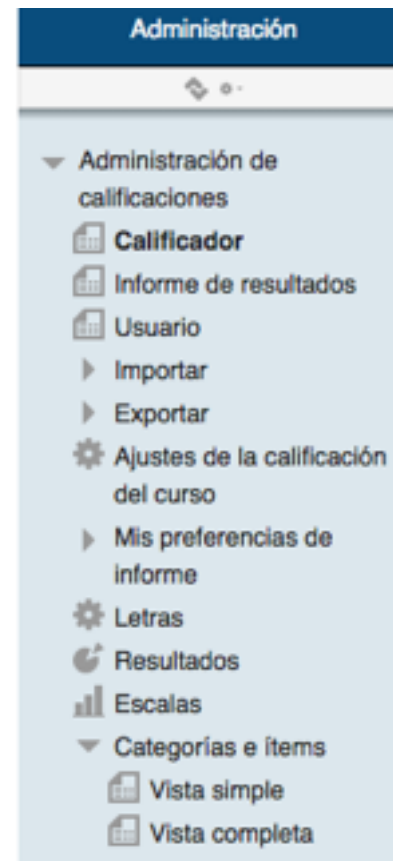 Administración
Administración de
calificaciones
Calificador
Informe de resultados
Usuario
Importar
Exportar
Ajustes de la calificación
del curso
Mis preferencias de
informe
Letras
Resultados
Escalas
Categorías e ítems
Vista simple
Vista completa